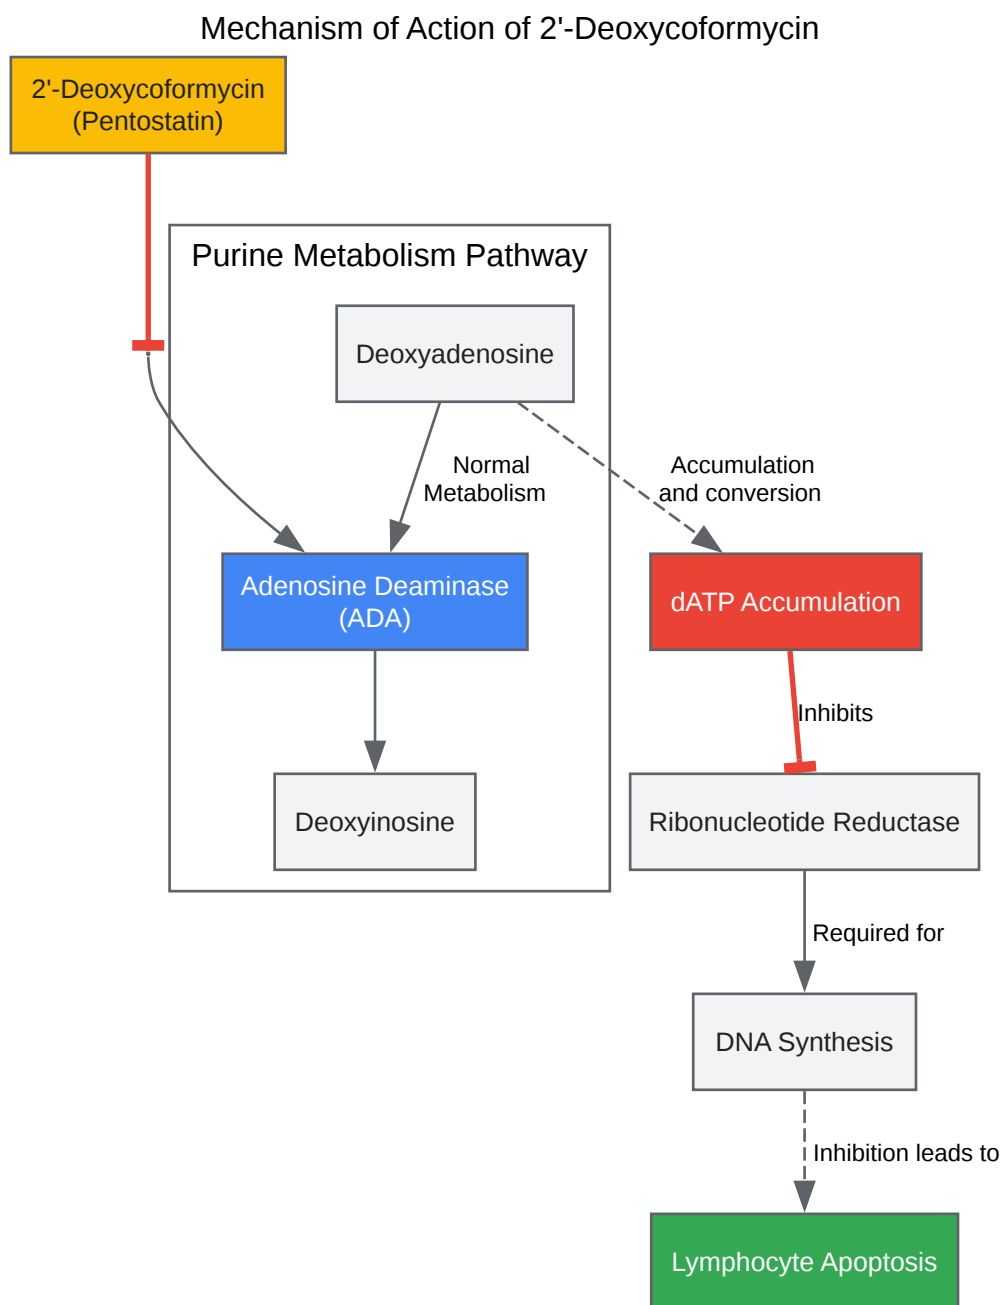 Mechanism of Action of 2'-Deoxycoformycin
2'-Deoxycoformycin
(Pentostatin)
Purine Metabolism Pathway
Deoxyadenosine
Normal
Metabolism
Accumulation
and conversion
Adenosine Deaminase
(ADA)
dATP Accumulation
Inhibits
Deoxyinosine
Ribonucleotide Reductase
Required for
DNA Synthesis
Inhibition leads to
Lymphocyte Apoptosis